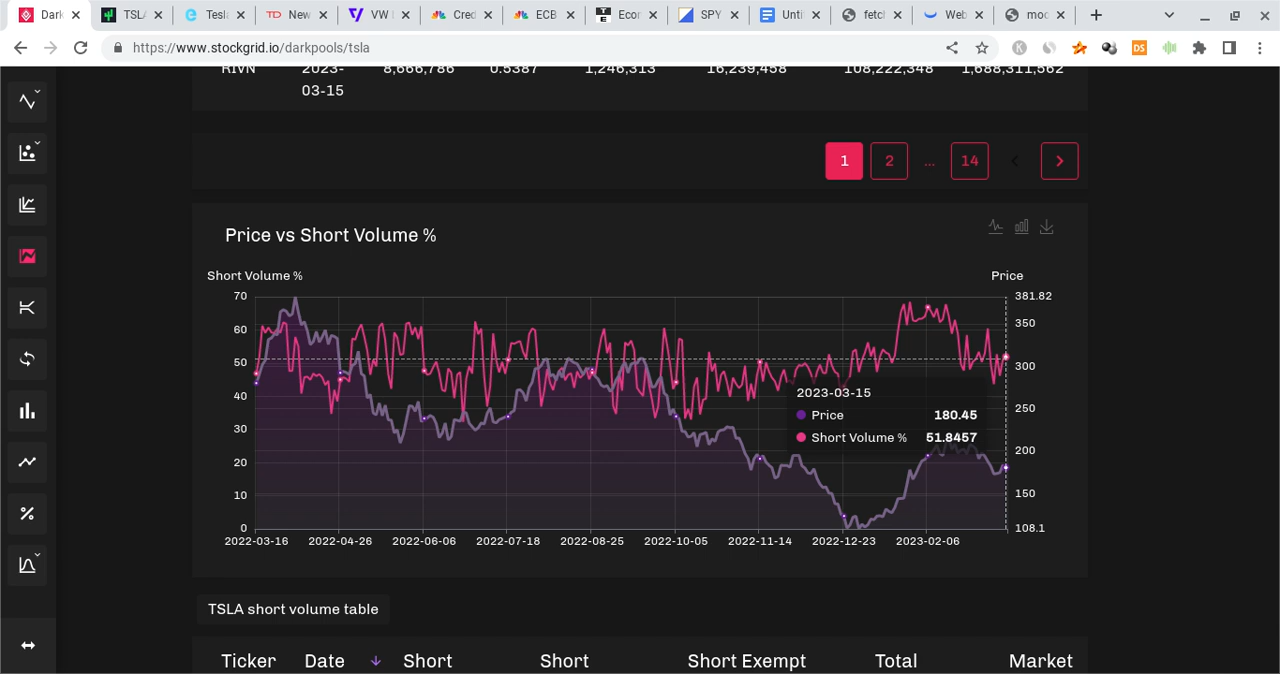 Dark
TSLA
Tesla
TD New
VW
Cred
ECB
Econ
SPY
Unti
fetc
Web
mod
https://www.stockgrid.io/darkpools/tsla
RIVN 2023- 8,666,786 0.5387 1,246,313 16,239,458 108,222,348 1,688,311,562
03-15
1 2 ... 14
Price vs Short Volume %
Short Volume % Price
70 381.82
60 350
50 300
40 250
30 200
20 150
10 108.1
0
2023-03-15
Price 180.45
Short Volume % 51.8457
2022-03-16 2022-04-26 2022-06-06 2022-07-18 2022-08-25 2022-10-05 2022-11-14 2022-12-23 2023-02-06
TSLA short volume table
Ticker Date Short Short Short Exempt Total Market